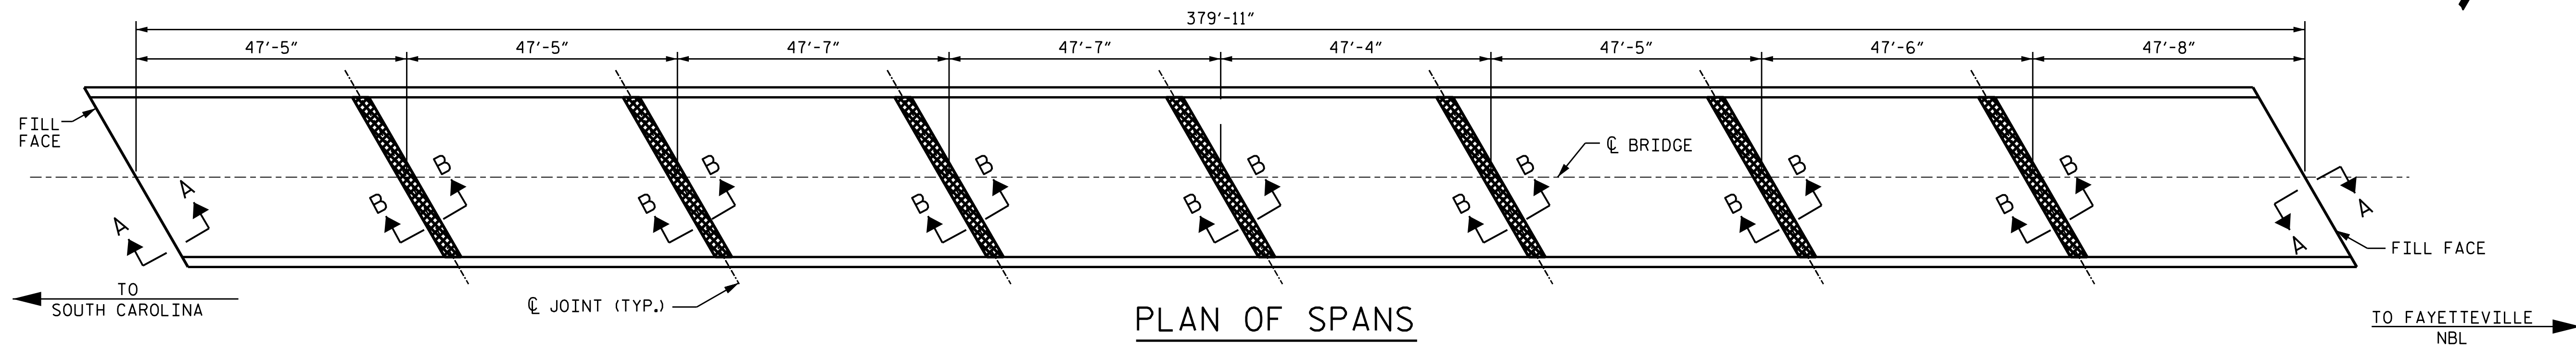 379'-11"
47'-5" 47'-5" 47'-7" 47'-7" 47'-4" 47'-5" 47'-6" 47'-8"
FILL
FACE
℄ BRIDGE
B B B B B B B
A B B B B B B B A
A A
FILL FACE
TO
SOUTH CAROLINA
℄ JOINT (TYP.)
PLAN OF SPANS
TO FAYETTEVILLE
NBL